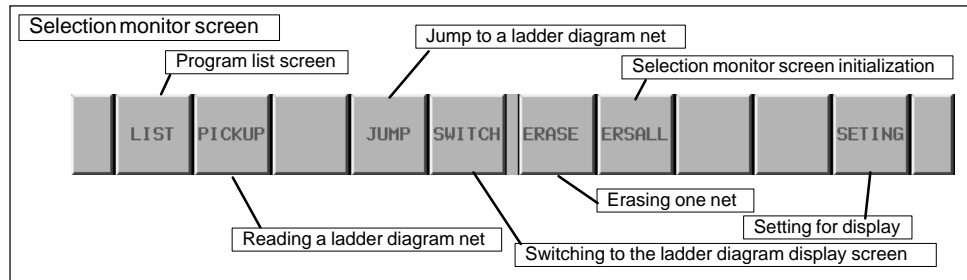 Selection monitor screen
Jump to a ladder diagram net
Program list screen
Selection monitor screen initialization
LIST PICKUP JUMP SWITCH ERASE ERSALL SETING
Erasing one net
Setting for display
Reading a ladder diagram net
Switching to the ladder diagram display screen